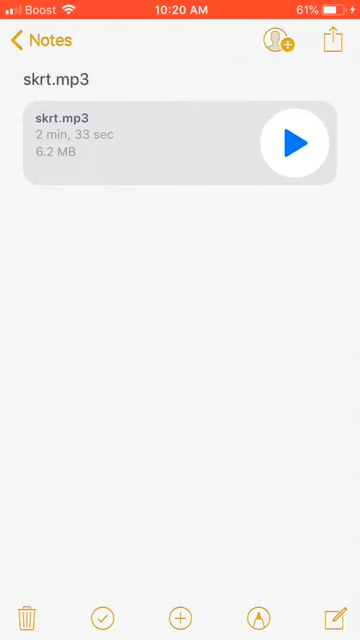 Boost 10:20 AM 61%
Notes
skrt.mp3
skrt.mp3
2 min, 33 sec
6.2 MB